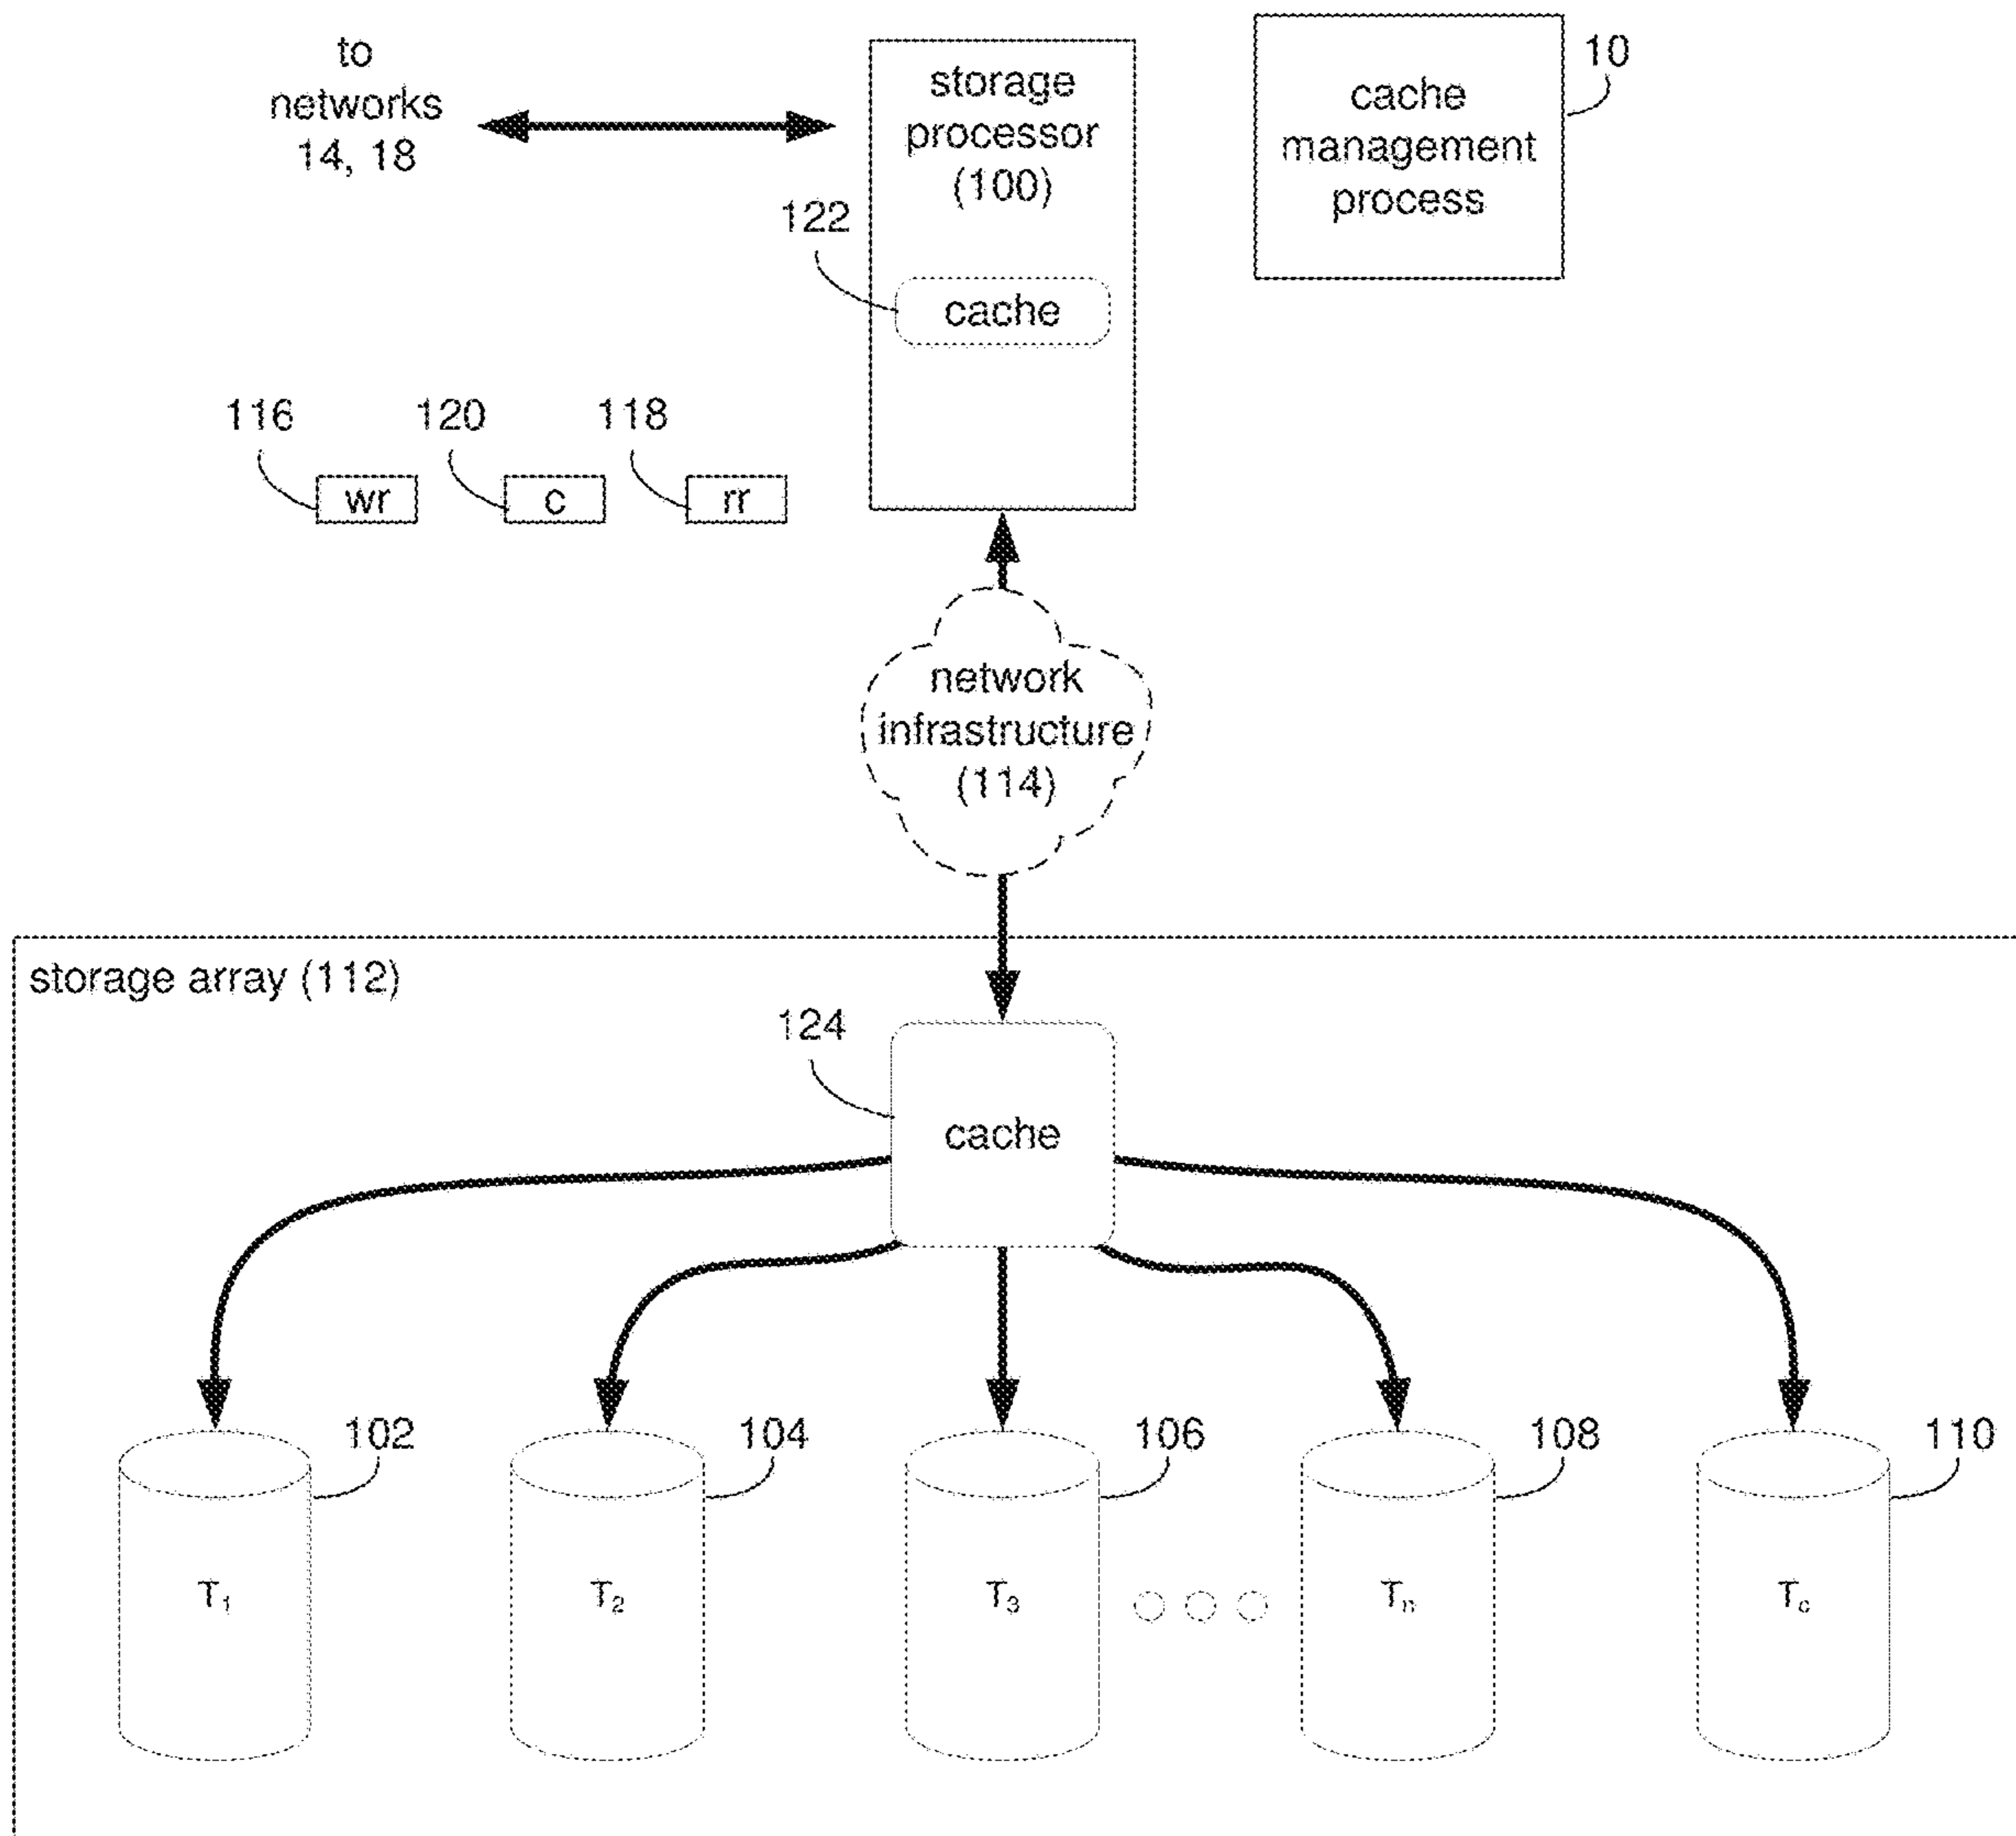 to
networks
14, 18
storage
processor
(100)
cache
management
process
10
122
cache
116
120
118
wr
c
rr
network
infrastructure
(114)
storage array (112)
124
cache
102
104
106
108
110
T₁
T₂
T₃
Tₙ
T꜀